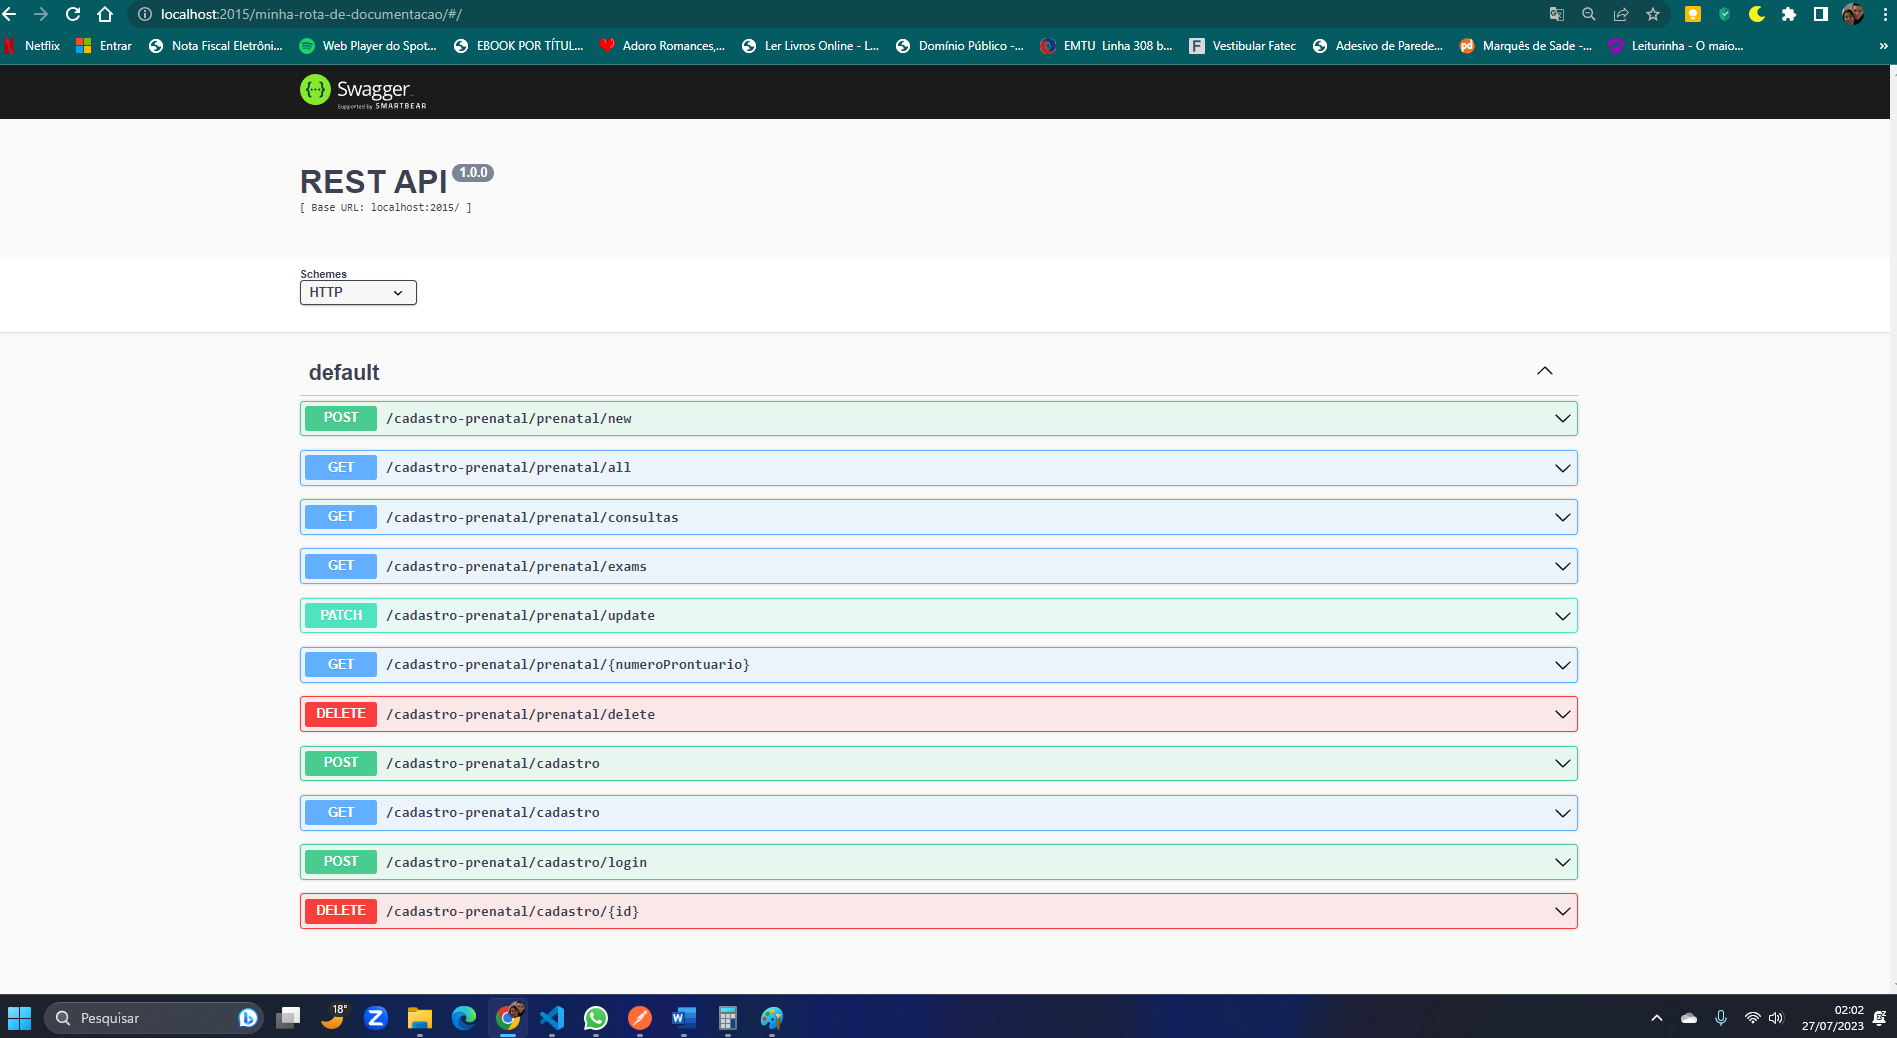 localhost:2015/minha-rota-de-documentacao/#/
Netflix
Entrar
Nota Fiscal Eletrôni...
Web Player do Spot...
EBOOK POR TÍTUL...
Adoro Romances,...
Ler Livros Online - L...
Domínio Público -...
EMTU Linha 308 b...
F
Vestibular Fatec
Adesivo de Parede...
pd
Marquês de Sade -...
Leiturinha - O maio...
»
Swagger
Supported by SMARTBEAR
REST API 1.0.0
[ Base URL: localhost:2015/ ]
Schemes
HTTP
default
POST /cadastro-prenatal/prenatal/new
GET /cadastro-prenatal/prenatal/all
GET /cadastro-prenatal/prenatal/consultas
GET /cadastro-prenatal/prenatal/exams
PATCH /cadastro-prenatal/prenatal/update
GET /cadastro-prenatal/prenatal/{numeroProntuario}
DELETE /cadastro-prenatal/prenatal/delete
POST /cadastro-prenatal/cadastro
GET /cadastro-prenatal/cadastro
POST /cadastro-prenatal/cadastro/login
DELETE /cadastro-prenatal/cadastro/{id}
Pesquisar
18°
02:02
27/07/2023